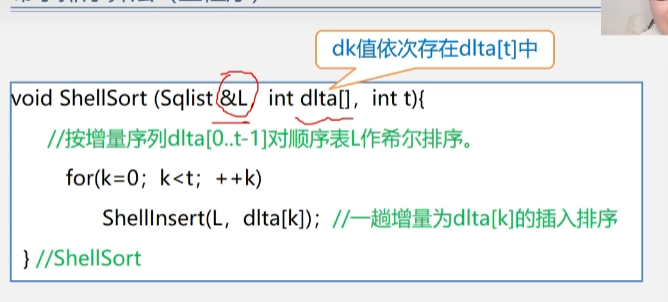 dk值依次存在dlta[t]中
void ShellSort (Sqlist &L, int dlta[], int t){
//按增量序列dlta[0..t-1]对顺序表L作希尔排序。
for(k=0; k<t; ++k)
ShellInsert(L, dlta[k]); //一趟增量为dlta[k]的插入排序
} //ShellSort